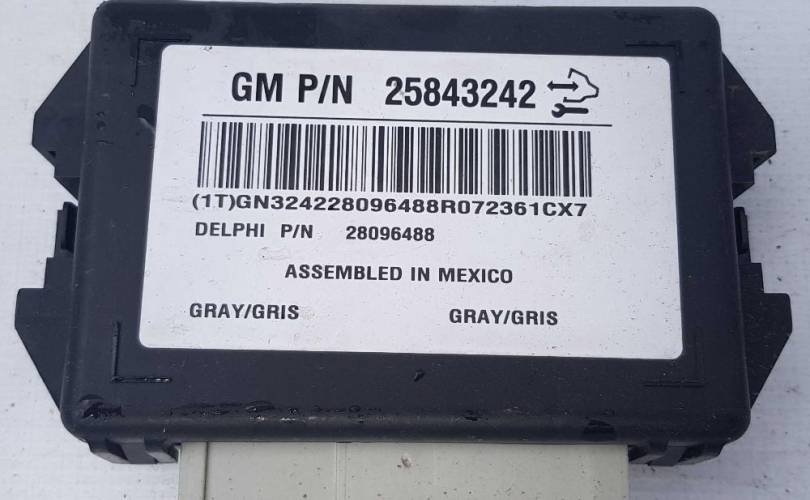 GM P/N 25843242
(1T)GN324228096488R072361CX7
DELPHI P/N 28096488
ASSEMBLED IN MEXICO
GRAY/GRIS GRAY/GRIS